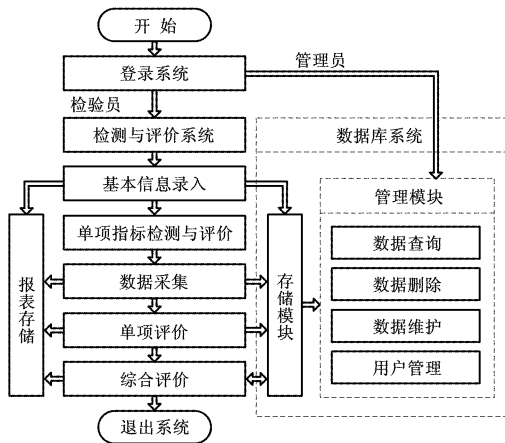 开 始
管理员
登录系统
检验员
检测与评价系统
数据库系统
基本信息录入
管理模块
单项指标检测与评价
数据查询
报表存储
数据采集
存储模块
数据删除
单项评价
数据维护
综合评价
用户管理
退出系统